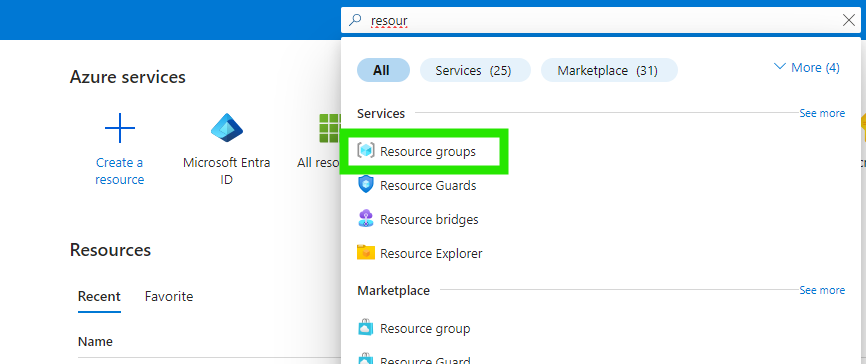 resour
All
Services (25)
Marketplace (31)
More (4)
Azure services
Create a
resource
Microsoft Entra
ID
All
Services
See more
Resource groups
Resource Guards
Resource bridges
Resource Explorer
Resources
Recent
Favorite
Name
Marketplace
See more
Resource group
Resource Guard